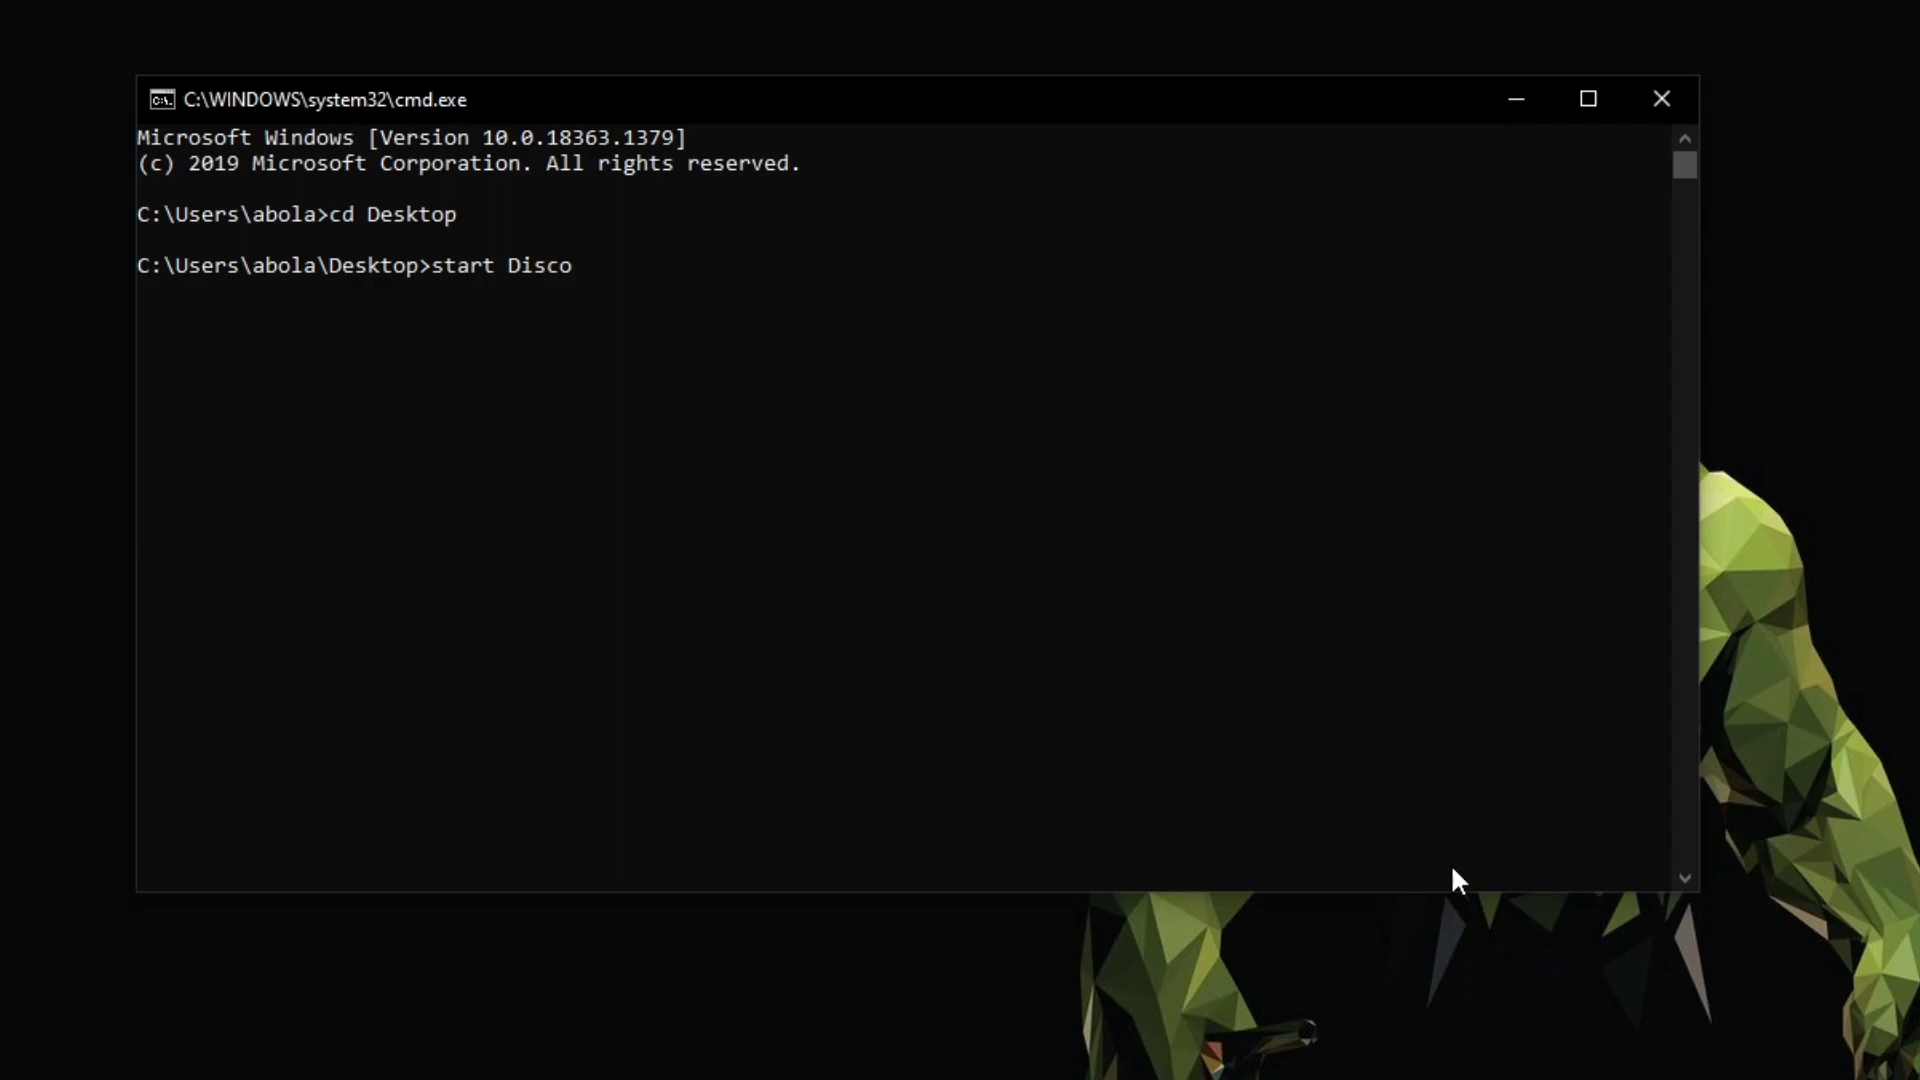 C:\WINDOWS\system32\cmd.exe
Microsoft Windows [Version 10.0.18363.1379]
(c) 2019 Microsoft Corporation. All rights reserved.
C:\Users\abola>cd Desktop
C:\Users\abola\Desktop>start Disco